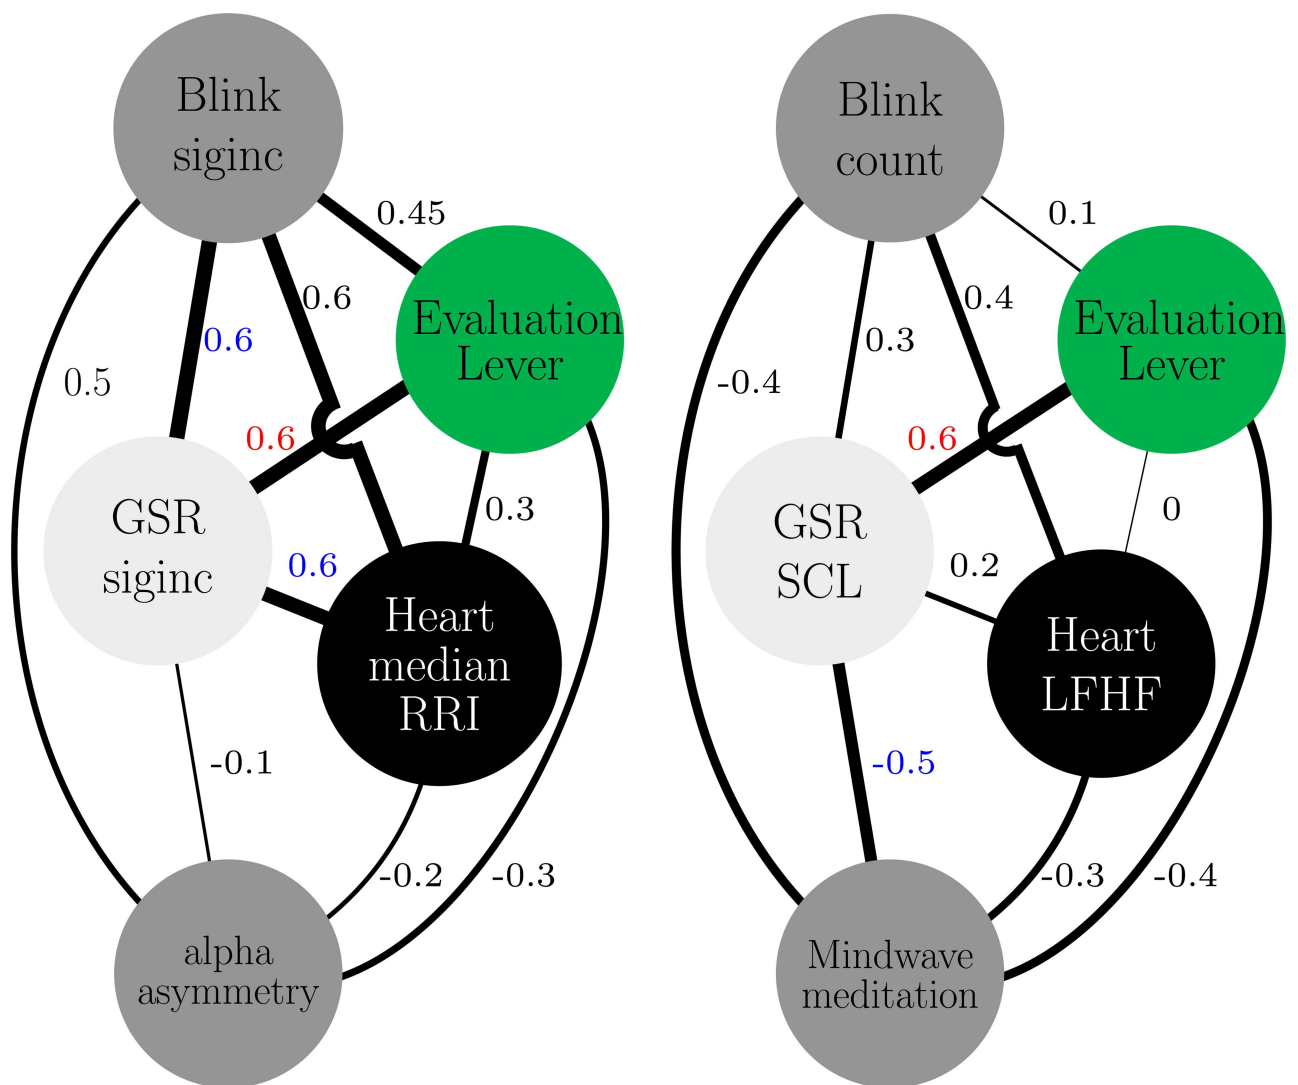 Blink
siginc
0.45
Evaluation
Lever
0.6
0.6
0.5
0.6
GSR
siginc
0.3
0.6
Heart
median
RRI
-0.1
-0.2
-0.3
alpha
asymmetry
Blink
count
0.1
Evaluation
Lever
0.4
0.3
-0.4
0.6
GSR
SCL
0
0.2
Heart
LFHF
-0.5
-0.3
-0.4
Mindwave
meditation